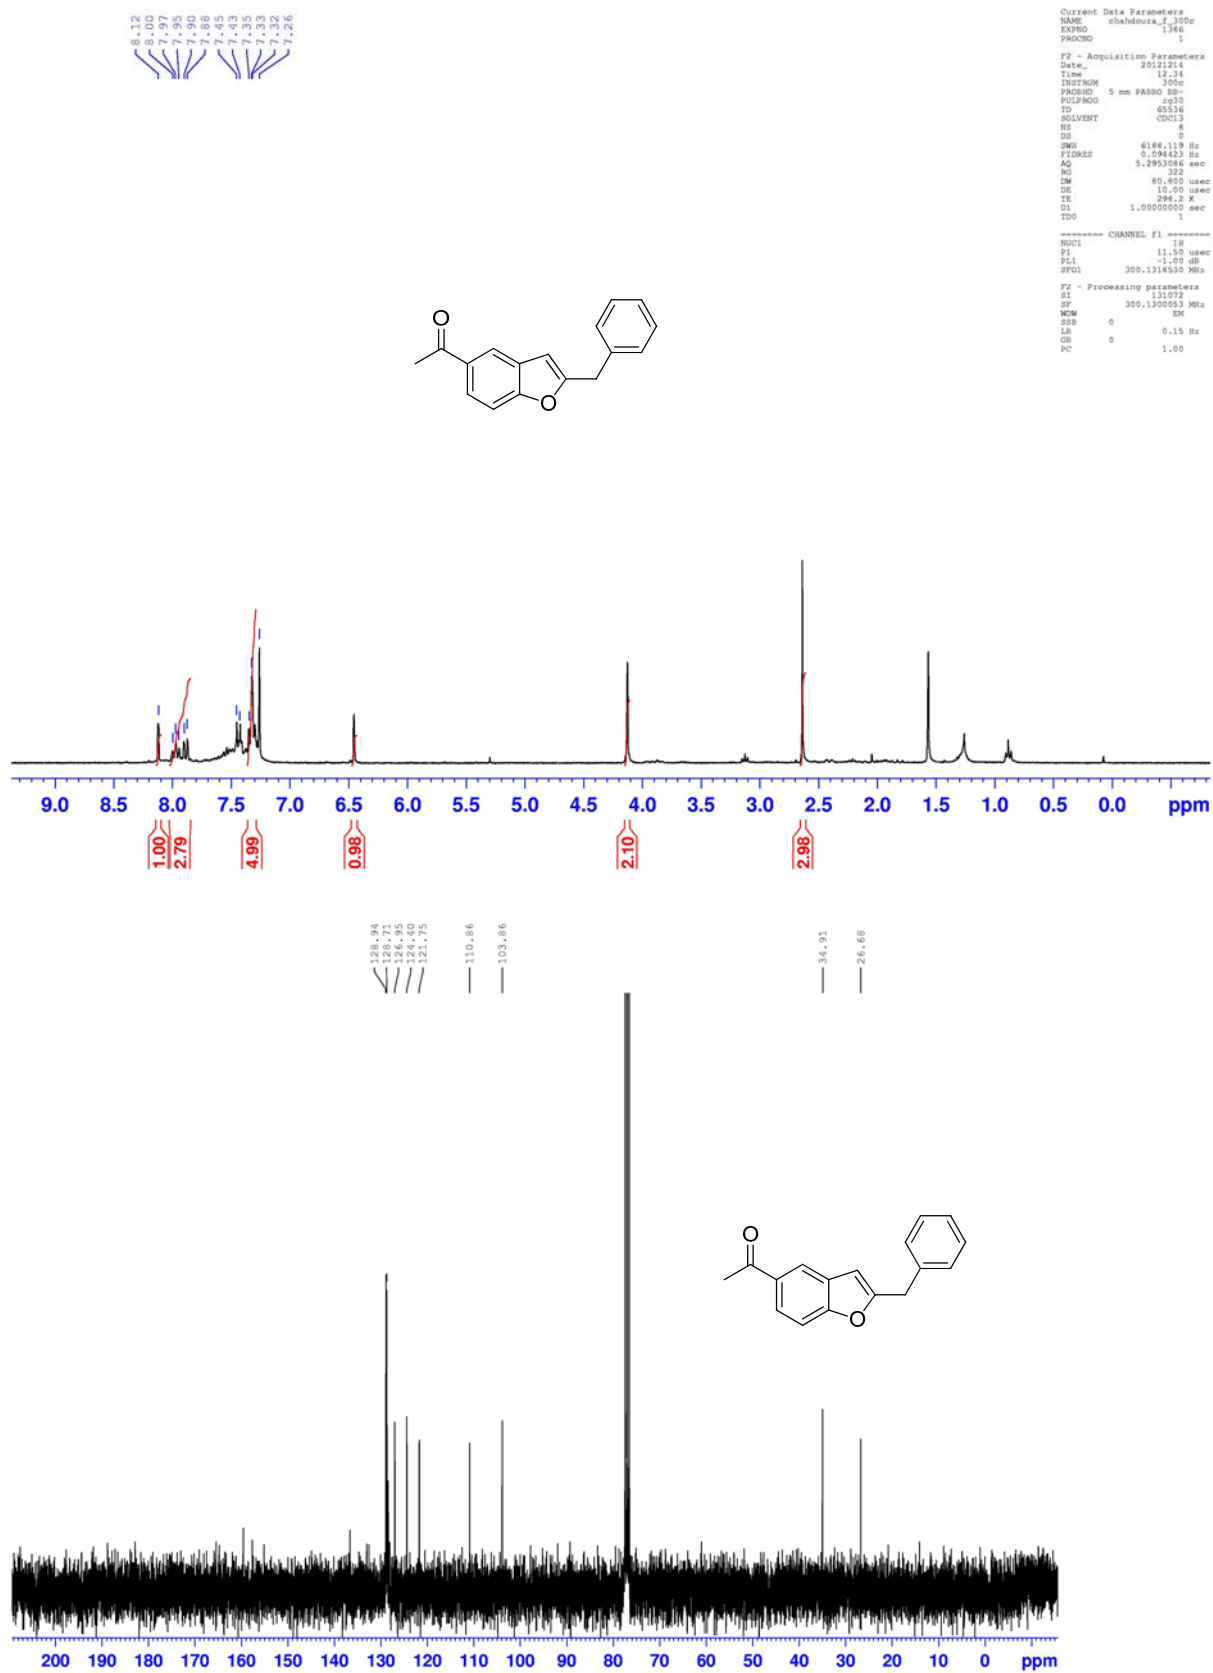 8.12
8.00
7.97
7.95
7.90
7.88
7.45
7.43
7.35
7.33
7.32
7.26
Current Data Parameters
NAME chahdoura_f_300c
EXPNO 1386
PROCNO 1
F2 - Acquisition Parameters
Date_ 20121214
Time 12.34
INSTRUM 300c
PROBHD 5 mm PABBO BB-
PULPROG zg30
TD 65536
SOLVENT CDCl3
NS 8
DS 0
SWH 6188.119 Hz
FIDRES 0.094423 Hz
AQ 5.2953086 sec
RG 322
DW 80.800 usec
DE 10.00 usec
TE 298.2 K
D1 1.00000000 sec
TD0 1
======== CHANNEL f1 ========
NUC1 1H
P1 11.50 usec
PL1 -1.00 dB
SFO1 300.1318530 MHz
F2 - Processing parameters
SI 131072
SF 300.1300053 MHz
WDW EM
SSB 0
LB 0.15 Hz
GB 0
PC 1.00
O
O
9.0 8.5 8.0 7.5 7.0 6.5 6.0 5.5 5.0 4.5 4.0 3.5 3.0 2.5 2.0 1.5 1.0 0.5 0.0 ppm
1.00
2.79
4.99
0.98
2.10
2.98
128.94
128.71
126.95
124.40
121.75
110.86
103.86
34.91
26.68
O
O
200 190 180 170 160 150 140 130 120 110 100 90 80 70 60 50 40 30 20 10 0 ppm